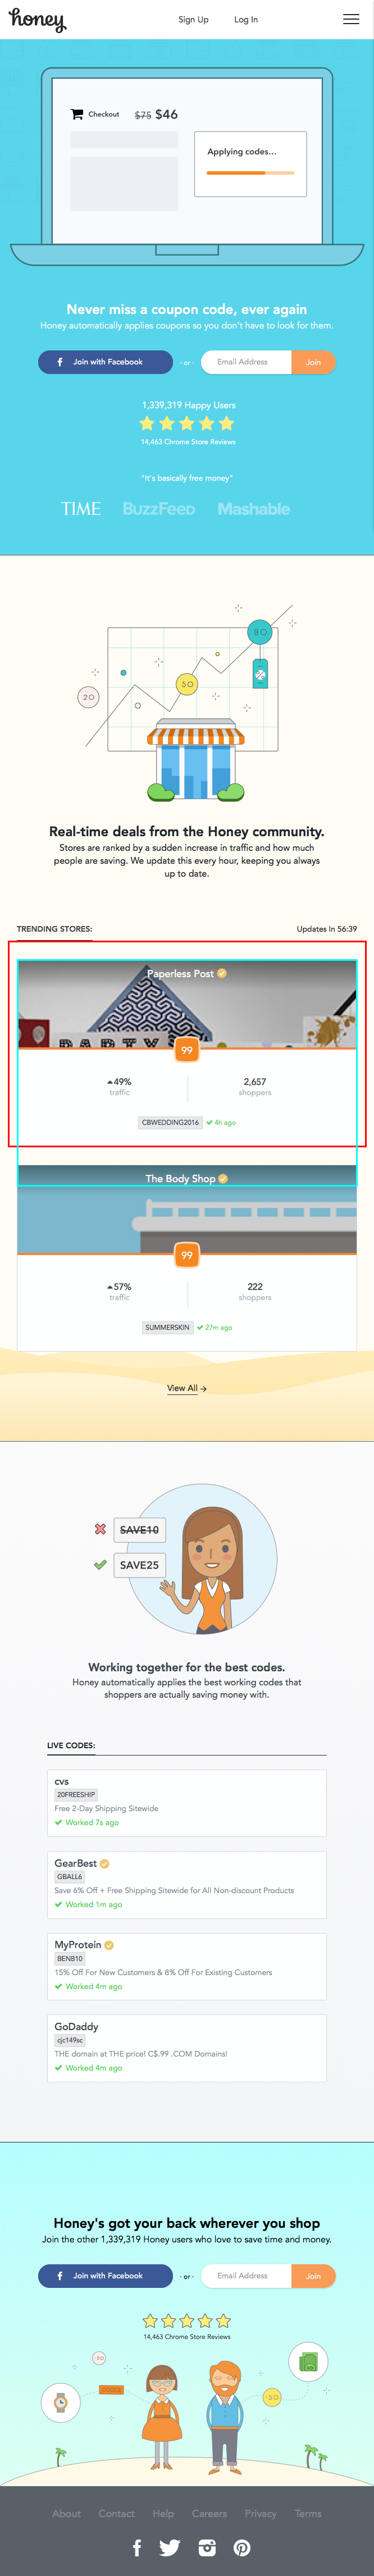 honey
Sign Up
Log In
Checkout
$75 $46
Applying codes...
Never miss a coupon code, ever again
Honey automatically applies coupons so you don't have to look for them.
Join with Facebook
- or -
Email Address
Join
1,339,319 Happy Users
14,463 Chrome Store Reviews
"It's basically free money"
TIME
BuzzFeed
Mashable
80
50
20
Real-time deals from the Honey community.
Stores are ranked by a sudden increase in traffic and how much
people are saving. We update this every hour, keeping you always
up to date.
TRENDING STORES:
Updates In 56:39
Paperless Post
PARTY
99
49%
traffic
2,657
shoppers
CBWEDDING2016
4h ago
The Body Shop
99
57%
traffic
222
shoppers
SUMMERSKIN
27m ago
View All
SAVE10
SAVE25
Working together for the best codes.
Honey automatically applies the best working codes that
shoppers are actually saving money with.
LIVE CODES:
CVS
20FREESHIP
Free 2-Day Shipping Sitewide
Worked 7s ago
GearBest
GBALL6
Save 6% Off + Free Shipping Sitewide for All Non-discount Products
Worked 1m ago
MyProtein
BENB10
15% Off For New Customers & 8% Off For Existing Customers
Worked 4m ago
GoDaddy
cjc149sc
THE domain at THE price! C$.99 .COM Domains!
Worked 4m ago
Honey's got your back wherever you shop
Join the other 1,339,319 Honey users who love to save time and money.
Join with Facebook
- or -
Email Address
Join
14,463 Chrome Store Reviews
About
Contact
Help
Careers
Privacy
Terms